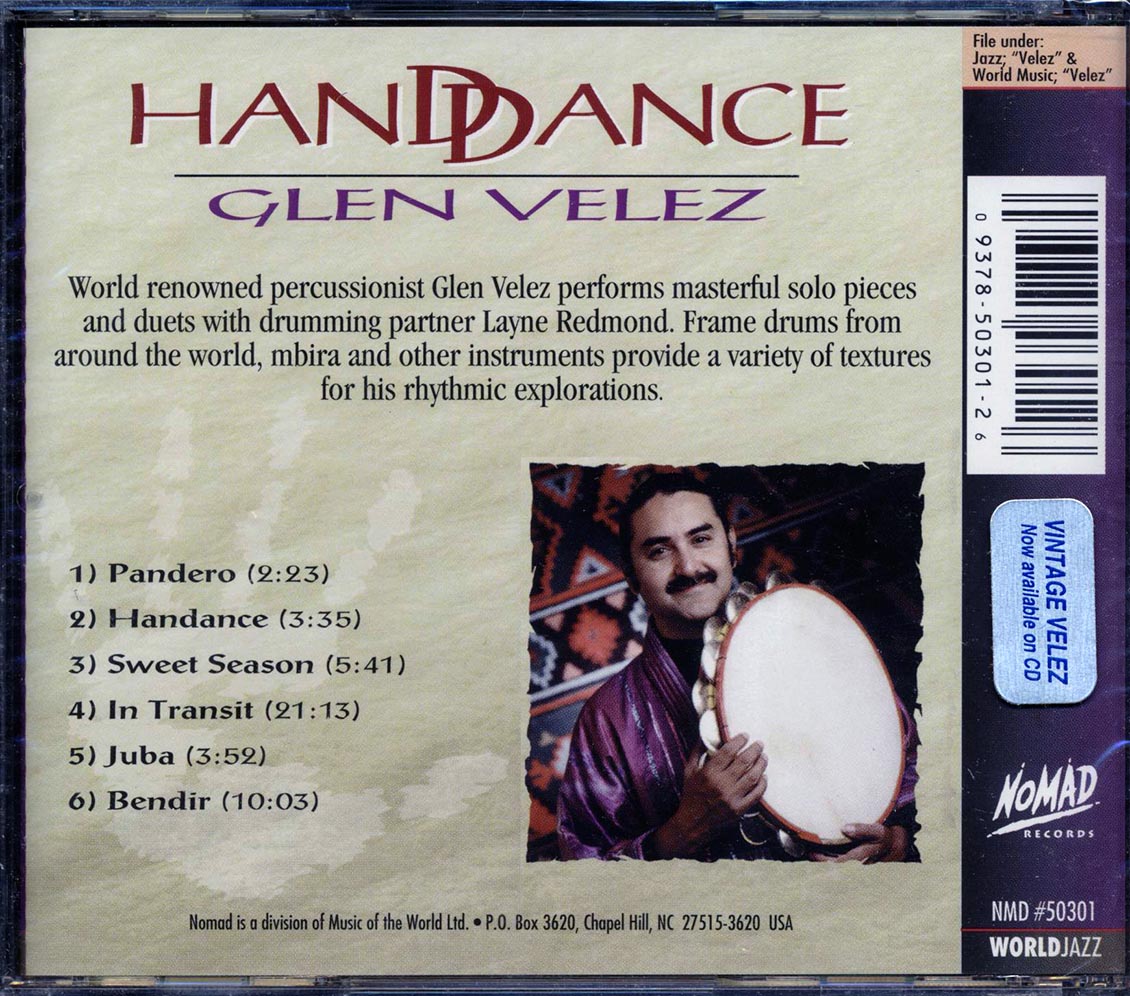 HANDDANCE
GLEN VELEZ
World renowned percussionist Glen Velez performs masterful solo pieces
and duets with drumming partner Layne Redmond. Frame drums from
around the world, mbira and other instruments provide a variety of textures
for his rhythmic explorations.
1) Pandero (2:23)
2) Handance (3:35)
3) Sweet Season (5:41)
4) In Transit (21:13)
5) Juba (3:52)
6) Bendir (10:03)
Nomad is a division of Music of the World Ltd. • P.O. Box 3620, Chapel Hill, NC 27515-3620 USA
File under:
Jazz; “Velez” &
World Music; “Velez”
0 9378-50301-2 6
VINTAGE VELEZ
Now available on CD
NOMAD
RECORDS
NMD #50301
WORLDJAZZ